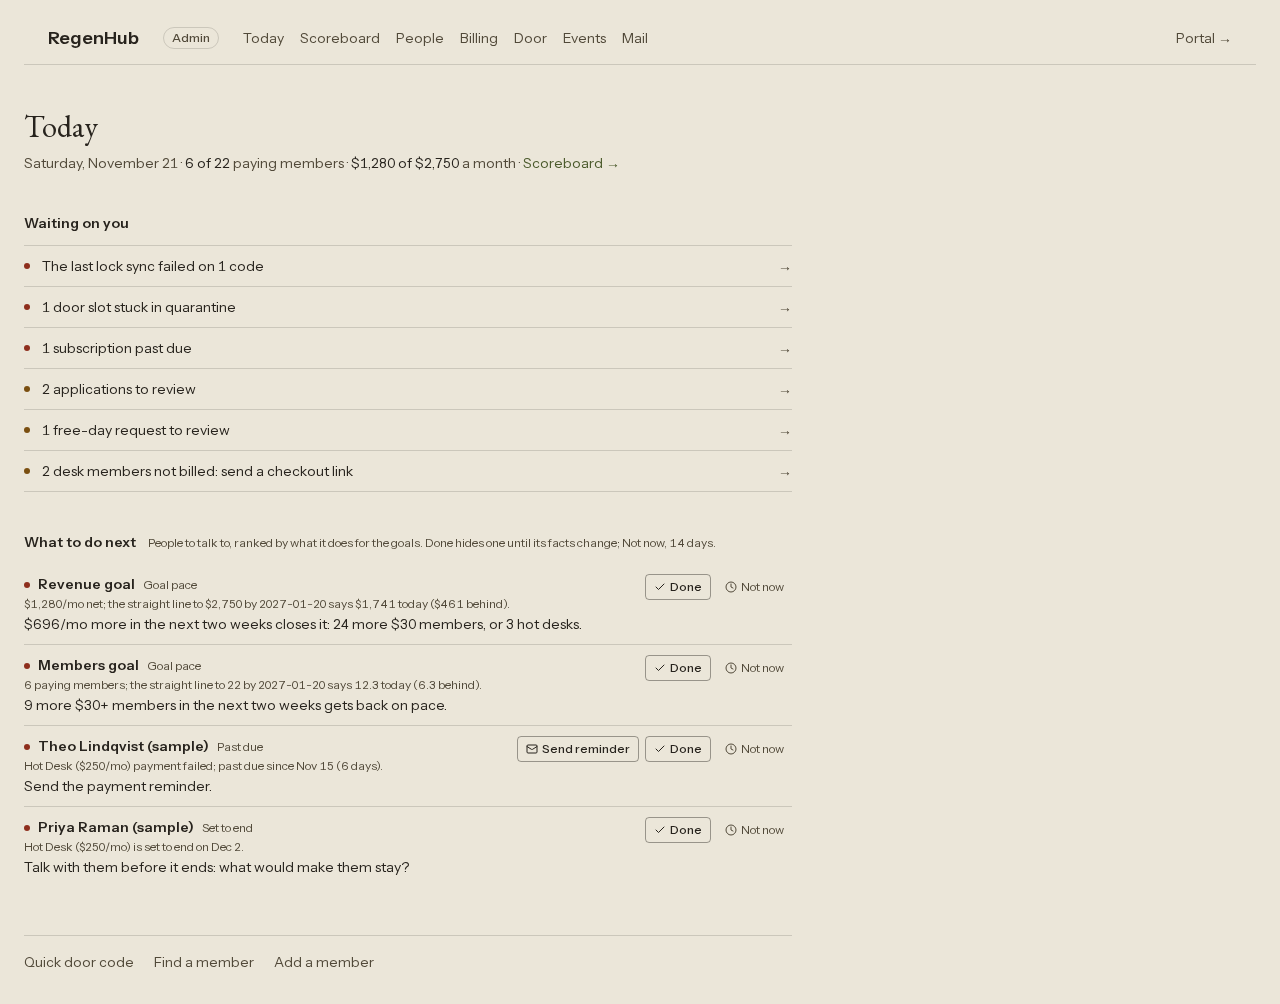 RegenHub Admin Today Scoreboard People Billing Door Events Mail Portal →
Today
Saturday, November 21 · 6 of 22 paying members · $1,280 of $2,750 a month · Scoreboard →
Waiting on you
The last lock sync failed on 1 code →
1 door slot stuck in quarantine →
1 subscription past due →
2 applications to review →
1 free-day request to review →
2 desk members not billed: send a checkout link →
What to do next People to talk to, ranked by what it does for the goals. Done hides one until its facts change; Not now, 14 days.
Revenue goal Goal pace Done Not now
$1,280/mo net; the straight line to $2,750 by 2027-01-20 says $1,741 today ($461 behind).
$696/mo more in the next two weeks closes it: 24 more $30 members, or 3 hot desks.
Members goal Goal pace Done Not now
6 paying members; the straight line to 22 by 2027-01-20 says 12.3 today (6.3 behind).
9 more $30+ members in the next two weeks gets back on pace.
Theo Lindqvist (sample) Past due Send reminder Done Not now
Hot Desk ($250/mo) payment failed; past due since Nov 15 (6 days).
Send the payment reminder.
Priya Raman (sample) Set to end Done Not now
Hot Desk ($250/mo) is set to end on Dec 2.
Talk with them before it ends: what would make them stay?
Quick door code Find a member Add a member